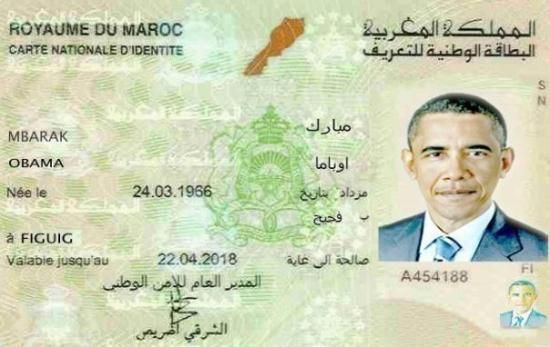 ROYAUME DU MAROC
CARTE NATIONALE D'IDENTITE
المملكة المغربية
البطاقة الوطنية للتعريف
MBARAK
مبارك
OBAMA
اوباما
Née le 24.03.1966 مزداد بتاريخ
ب فجيج
à FIGUIG
Valable jusqu'au 22.04.2018 صالحة الى غاية
المدير العام للامن الوطني
الشرقي اضريص
S
N
A454188
FI